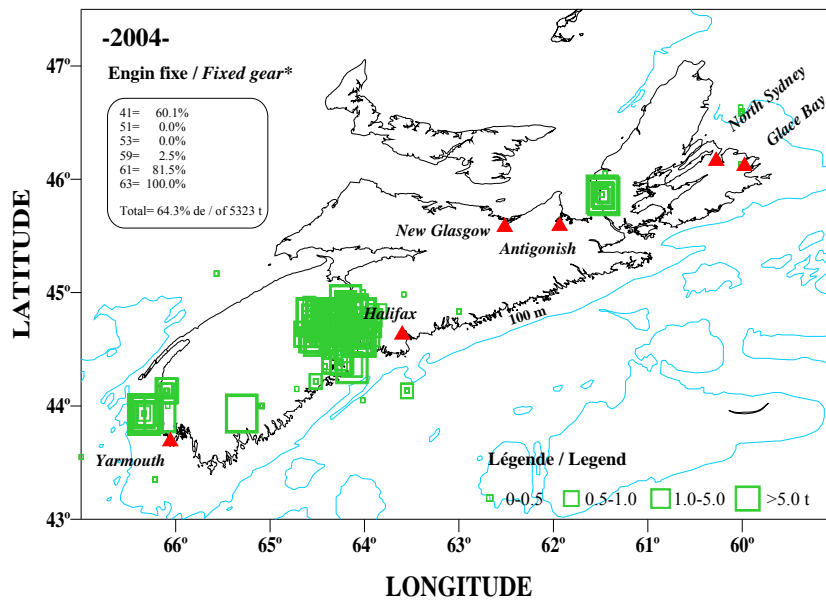 -2004-
Engin fixe / Fixed gear*
41= 60.1%
51= 0.0%
53= 0.0%
59= 2.5%
61= 81.5%
63= 100.0%
Total= 64.3% de / of 5323 t
47°
46°
45°
44°
43°
LATITUDE
North Sydney
Glace Bay
New Glasgow
Antigonish
Halifax
100 m
Yarmouth
Légende / Legend
0-0.5
0.5-1.0
1.0-5.0
>5.0 t
66°
65°
64°
63°
62°
61°
60°
LONGITUDE